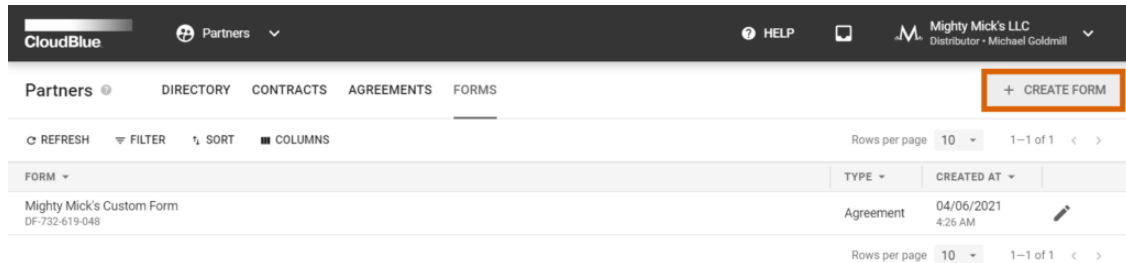 CloudBlue Partners HELP Mighty Mick's LLC
Distributor • Michael Goldmill
Partners DIRECTORY CONTRACTS AGREEMENTS FORMS + CREATE FORM
REFRESH FILTER SORT COLUMNS Rows per page 10 1–1 of 1 < >
FORM TYPE CREATED AT
Mighty Mick's Custom Form Agreement 04/06/2021
DF-732-619-048 4:26 AM
Rows per page 10 1–1 of 1 < >